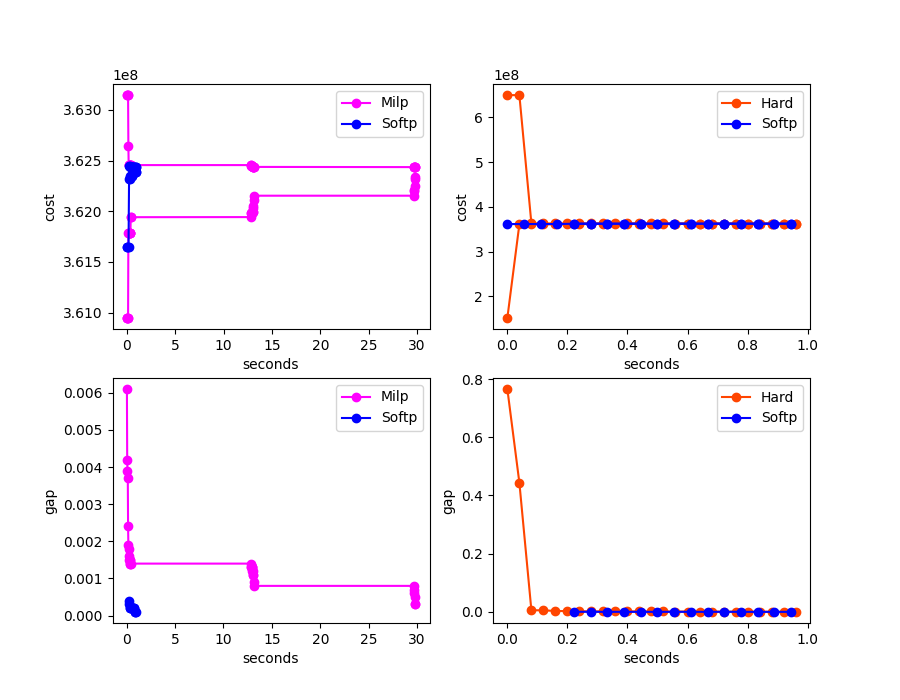 1e8
3.630
3.625
3.620
3.615
3.610
cost
0
5
10
15
20
25
30
seconds
Milp
Softp
1e8
6
5
4
3
2
cost
0.0
0.2
0.4
0.6
0.8
1.0
seconds
Hard
Softp
0.006
0.005
0.004
0.003
0.002
0.001
0.000
gap
0
5
10
15
20
25
30
seconds
Milp
Softp
0.8
0.6
0.4
0.2
0.0
gap
0.0
0.2
0.4
0.6
0.8
1.0
seconds
Hard
Softp